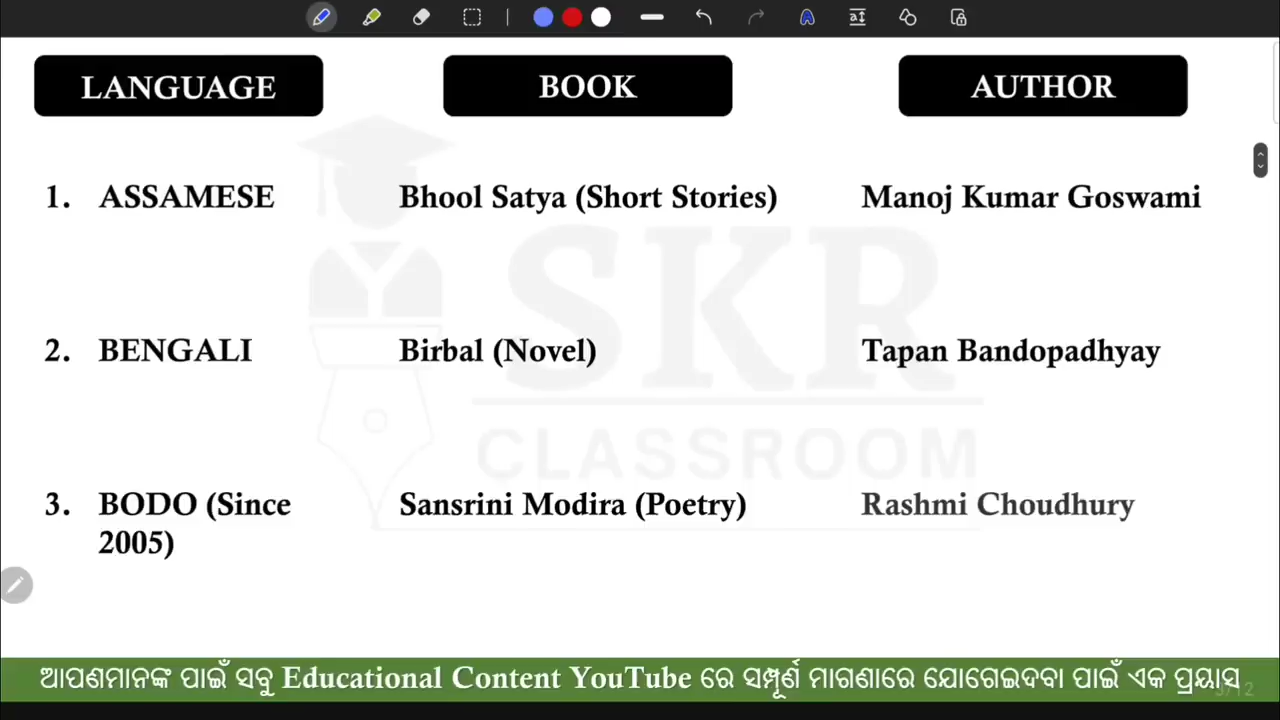 LANGUAGE BOOK AUTHOR
1. ASSAMESE Bhool Satya (Short Stories) Manoj Kumar Goswami
2. BENGALI Birbal (Novel) Tapan Bandopadhyay
3. BODO (Since Sansrini Modira (Poetry) Rashmi Choudhury
2005)
SKR
CLASSROOM
ଆପଣମାନଙ୍କ ପାଇଁ ସବୁ Educational Content YouTube ରେ ସମ୍ପୂର୍ଣ ମାଗଣାରେ ଯୋଗେଇଦବା ପାଇଁ ଏକ ପ୍ରୟାସ